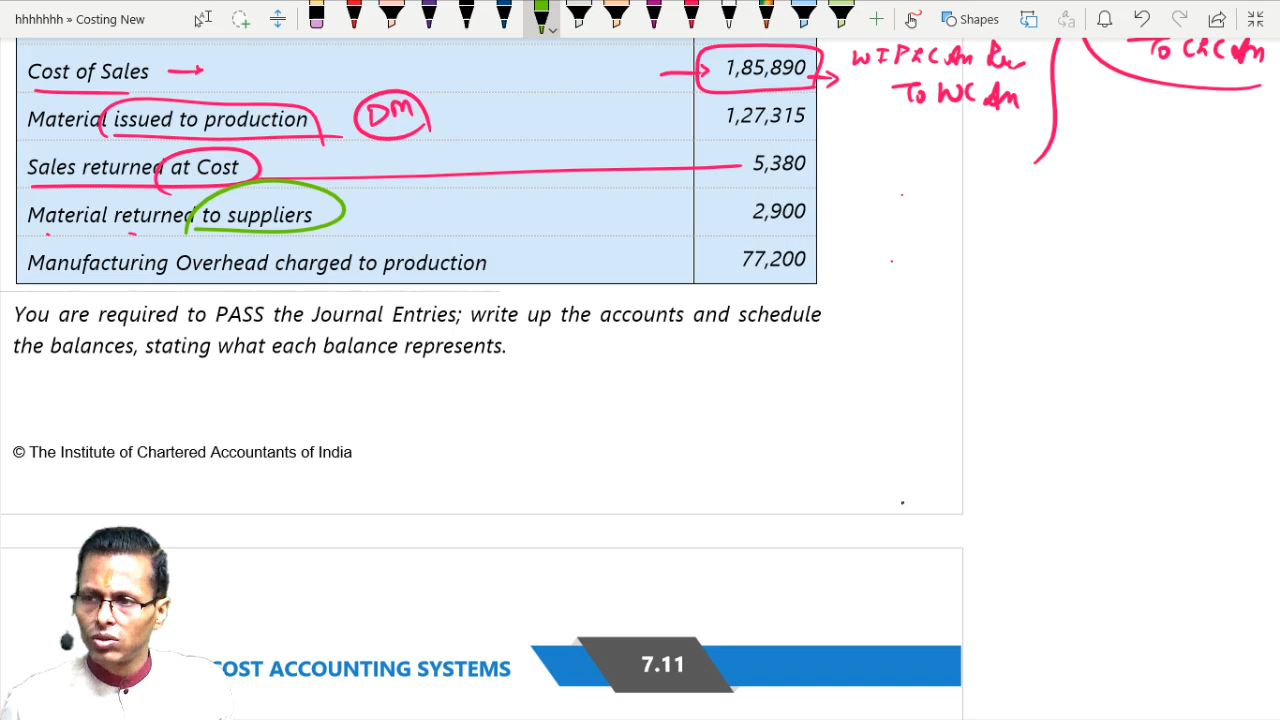 hhhhhhh » Costing New
Shapes
Cost of Sales 1,85,890
Material issued to production DM 1,27,315
Sales returned at Cost 5,380
Material returned to suppliers 2,900
Manufacturing Overhead charged to production 77,200
To WC
You are required to PASS the Journal Entries; write up the accounts and schedule
the balances, stating what each balance represents.
© The Institute of Chartered Accountants of India
COST ACCOUNTING SYSTEMS 7.11